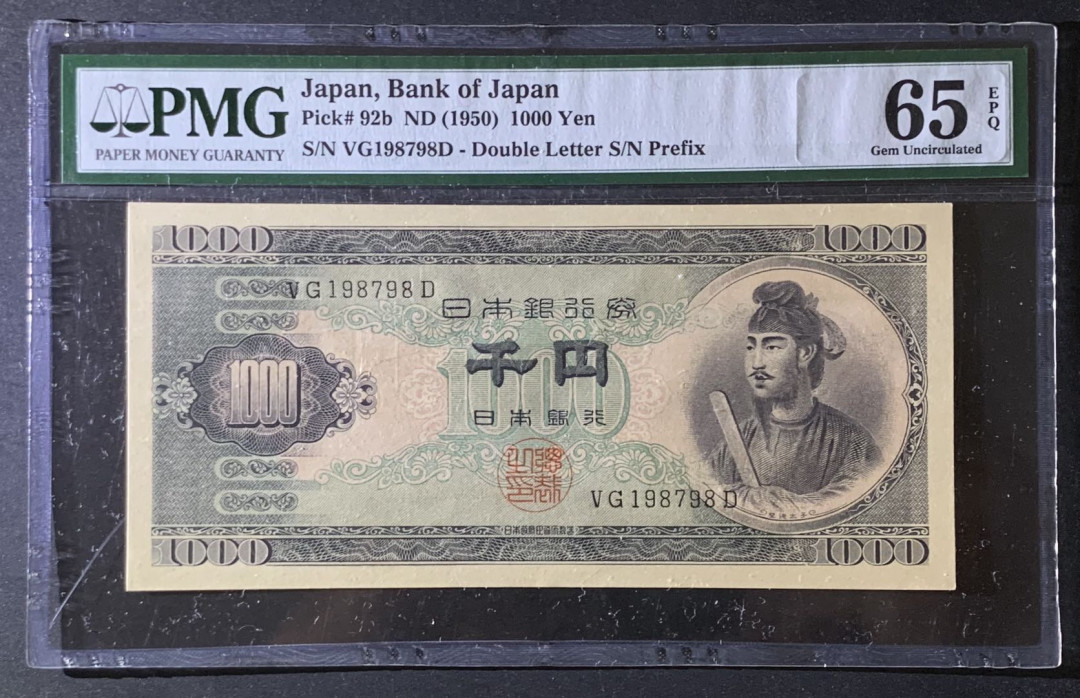 PMG
PAPER MONEY GUARANTY
Japan, Bank of Japan
Pick# 92b ND (1950) 1000 Yen
S/N VG198798D - Double Letter S/N Prefix
65
EPQ
Gem Uncirculated
1000
1000
VG198798D
日本銀行券
千円
1000
1000
日本銀行
VG198798D
1000
1000